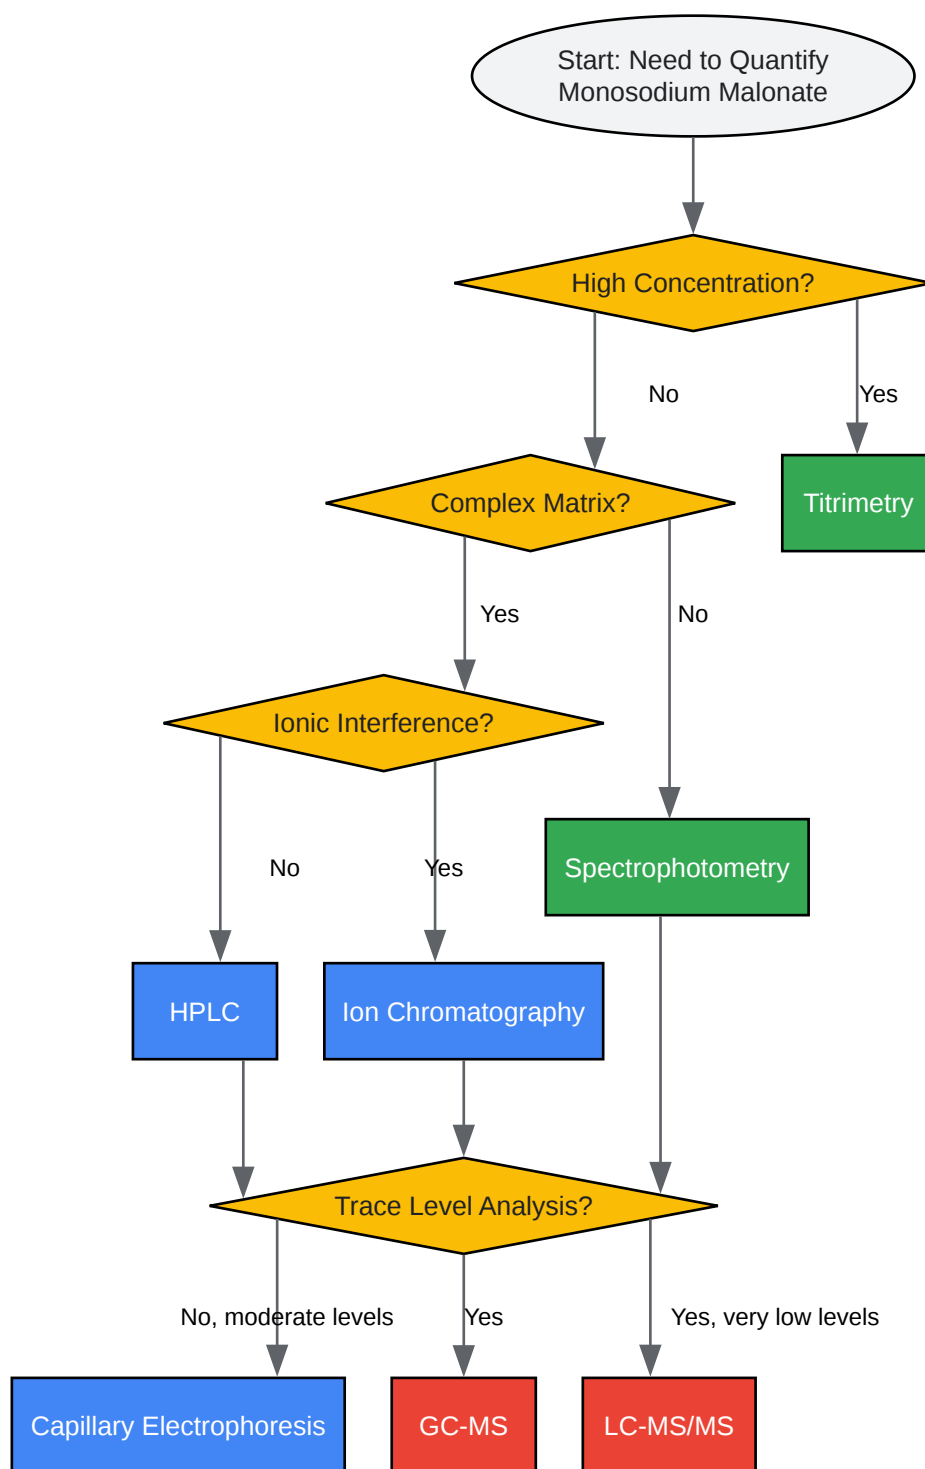 Start: Need to Quantify
Monosodium Malonate
High Concentration?
No
Yes
Complex Matrix?
Titrimetry
Yes
No
Ionic Interference?
No
Yes
Spectrophotometry
HPLC
Ion Chromatography
Trace Level Analysis?
No, moderate levels
Yes
Yes, very low levels
Capillary Electrophoresis
GC-MS
LC-MS/MS